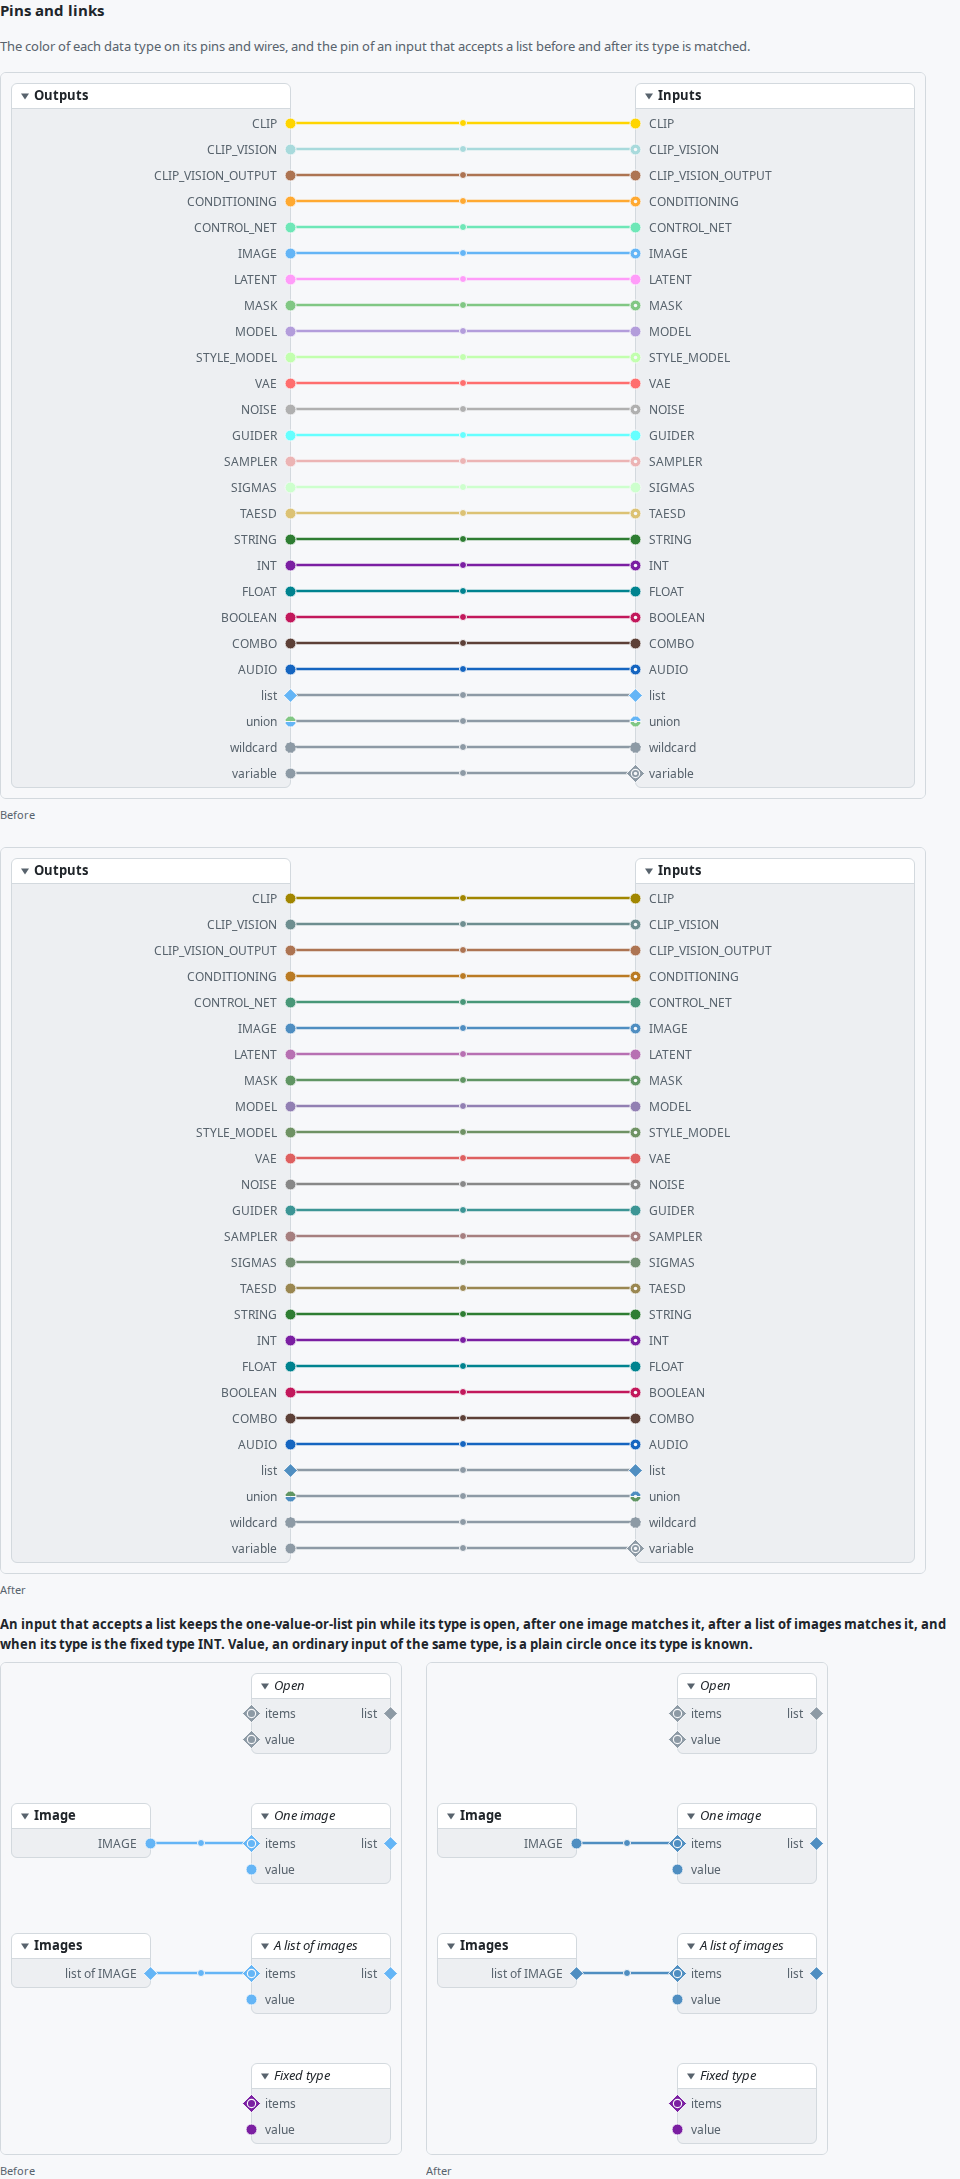 Pins and links
The color of each data type on its pins and wires, and the pin of an input that accepts a list before and after its type is matched.
Outputs Inputs
CLIP CLIP
CLIP_VISION CLIP_VISION
CLIP_VISION_OUTPUT CLIP_VISION_OUTPUT
CONDITIONING CONDITIONING
CONTROL_NET CONTROL_NET
IMAGE IMAGE
LATENT LATENT
MASK MASK
MODEL MODEL
STYLE_MODEL STYLE_MODEL
VAE VAE
NOISE NOISE
GUIDER GUIDER
SAMPLER SAMPLER
SIGMAS SIGMAS
TAESD TAESD
STRING STRING
INT INT
FLOAT FLOAT
BOOLEAN BOOLEAN
COMBO COMBO
AUDIO AUDIO
list list
union union
wildcard wildcard
variable variable
Before
Outputs Inputs
CLIP CLIP
CLIP_VISION CLIP_VISION
CLIP_VISION_OUTPUT CLIP_VISION_OUTPUT
CONDITIONING CONDITIONING
CONTROL_NET CONTROL_NET
IMAGE IMAGE
LATENT LATENT
MASK MASK
MODEL MODEL
STYLE_MODEL STYLE_MODEL
VAE VAE
NOISE NOISE
GUIDER GUIDER
SAMPLER SAMPLER
SIGMAS SIGMAS
TAESD TAESD
STRING STRING
INT INT
FLOAT FLOAT
BOOLEAN BOOLEAN
COMBO COMBO
AUDIO AUDIO
list list
union union
wildcard wildcard
variable variable
After
An input that accepts a list keeps the one-value-or-list pin while its type is open, after one image matches it, after a list of images matches it, and
when its type is the fixed type INT. Value, an ordinary input of the same type, is a plain circle once its type is known.
Open Open
items list items list
value value
Image One image Image One image
IMAGE items list IMAGE items list
value value
Images A list of images Images A list of images
list of IMAGE items list list of IMAGE items list
value value
Fixed type Fixed type
items items
value value
Before After